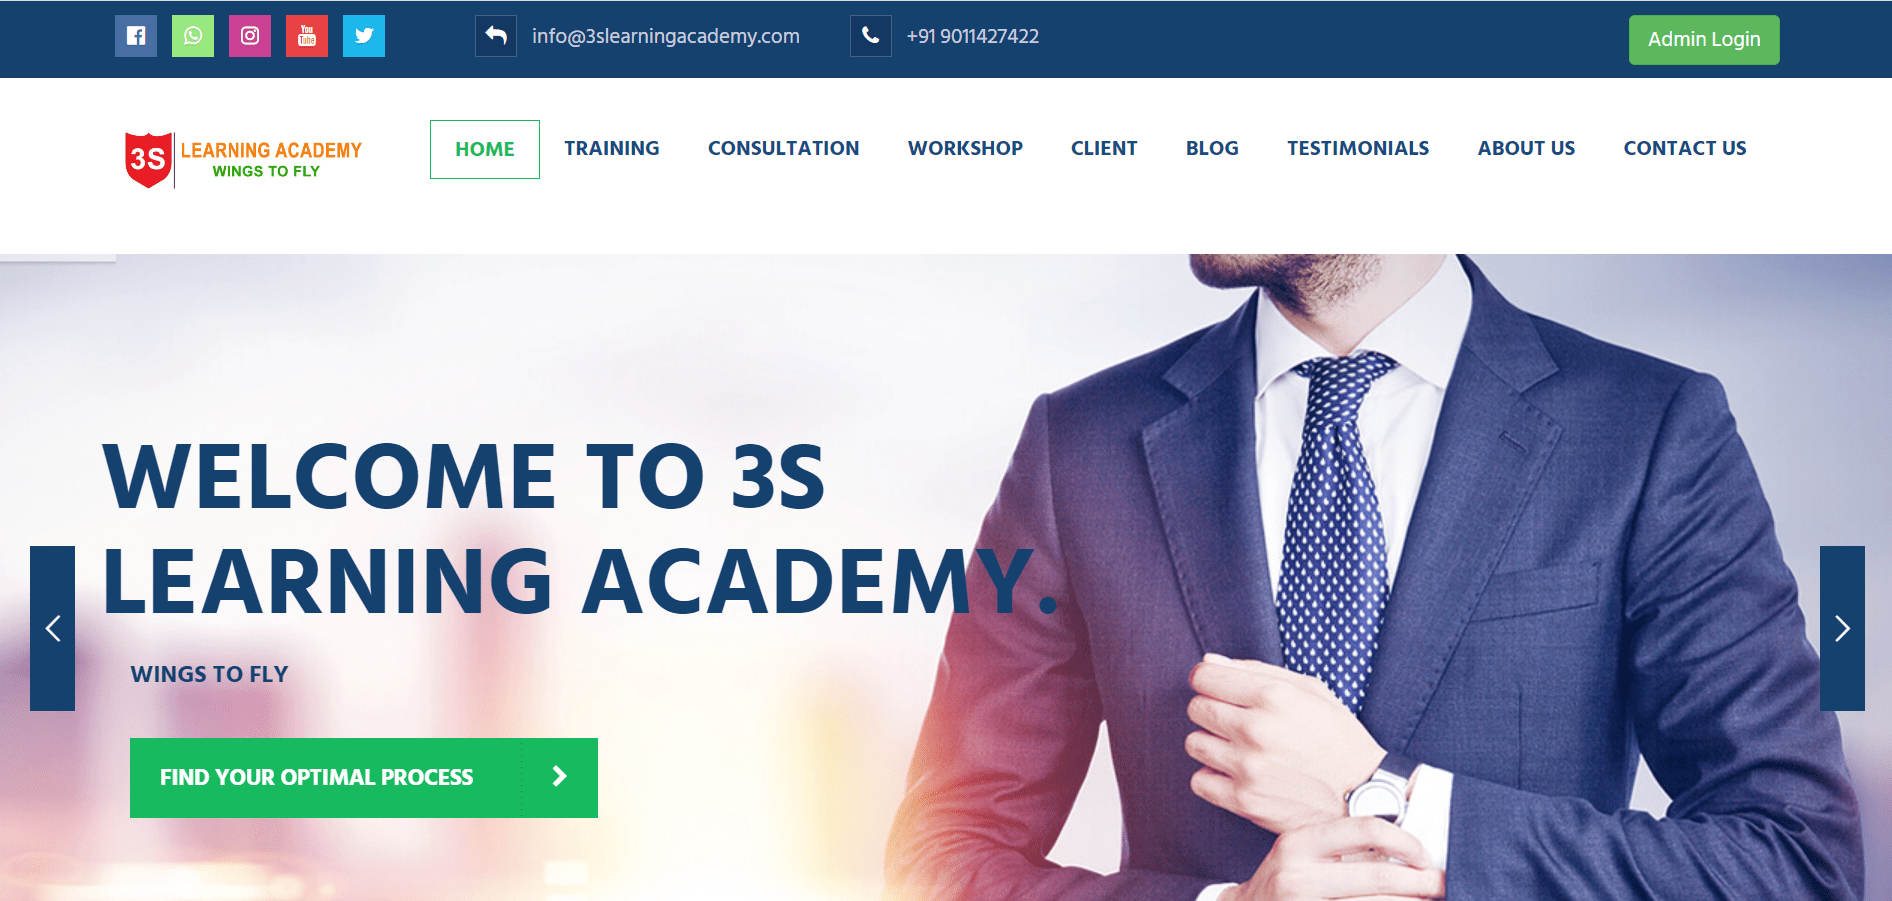 info@3slearningacademy.com
+91 9011427422
Admin Login
3S LEARNING ACADEMY
WINGS TO FLY
HOME TRAINING CONSULTATION WORKSHOP CLIENT BLOG TESTIMONIALS ABOUT US CONTACT US
WELCOME TO 3S
LEARNING ACADEMY.
WINGS TO FLY
FIND YOUR OPTIMAL PROCESS